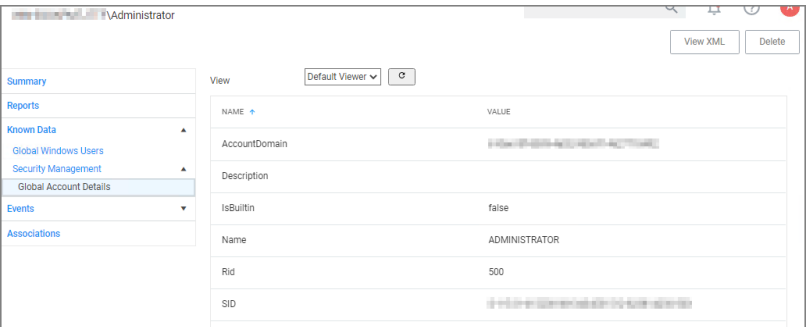 \Administrator
View XML Delete
Summary
View Default Viewer
Reports
NAME VALUE
Known Data
AccountDomain
Global Windows Users
Security Management
Description
Global Account Details
Events
IsBuiltin false
Associations
Name ADMINISTRATOR
Rid 500
SID